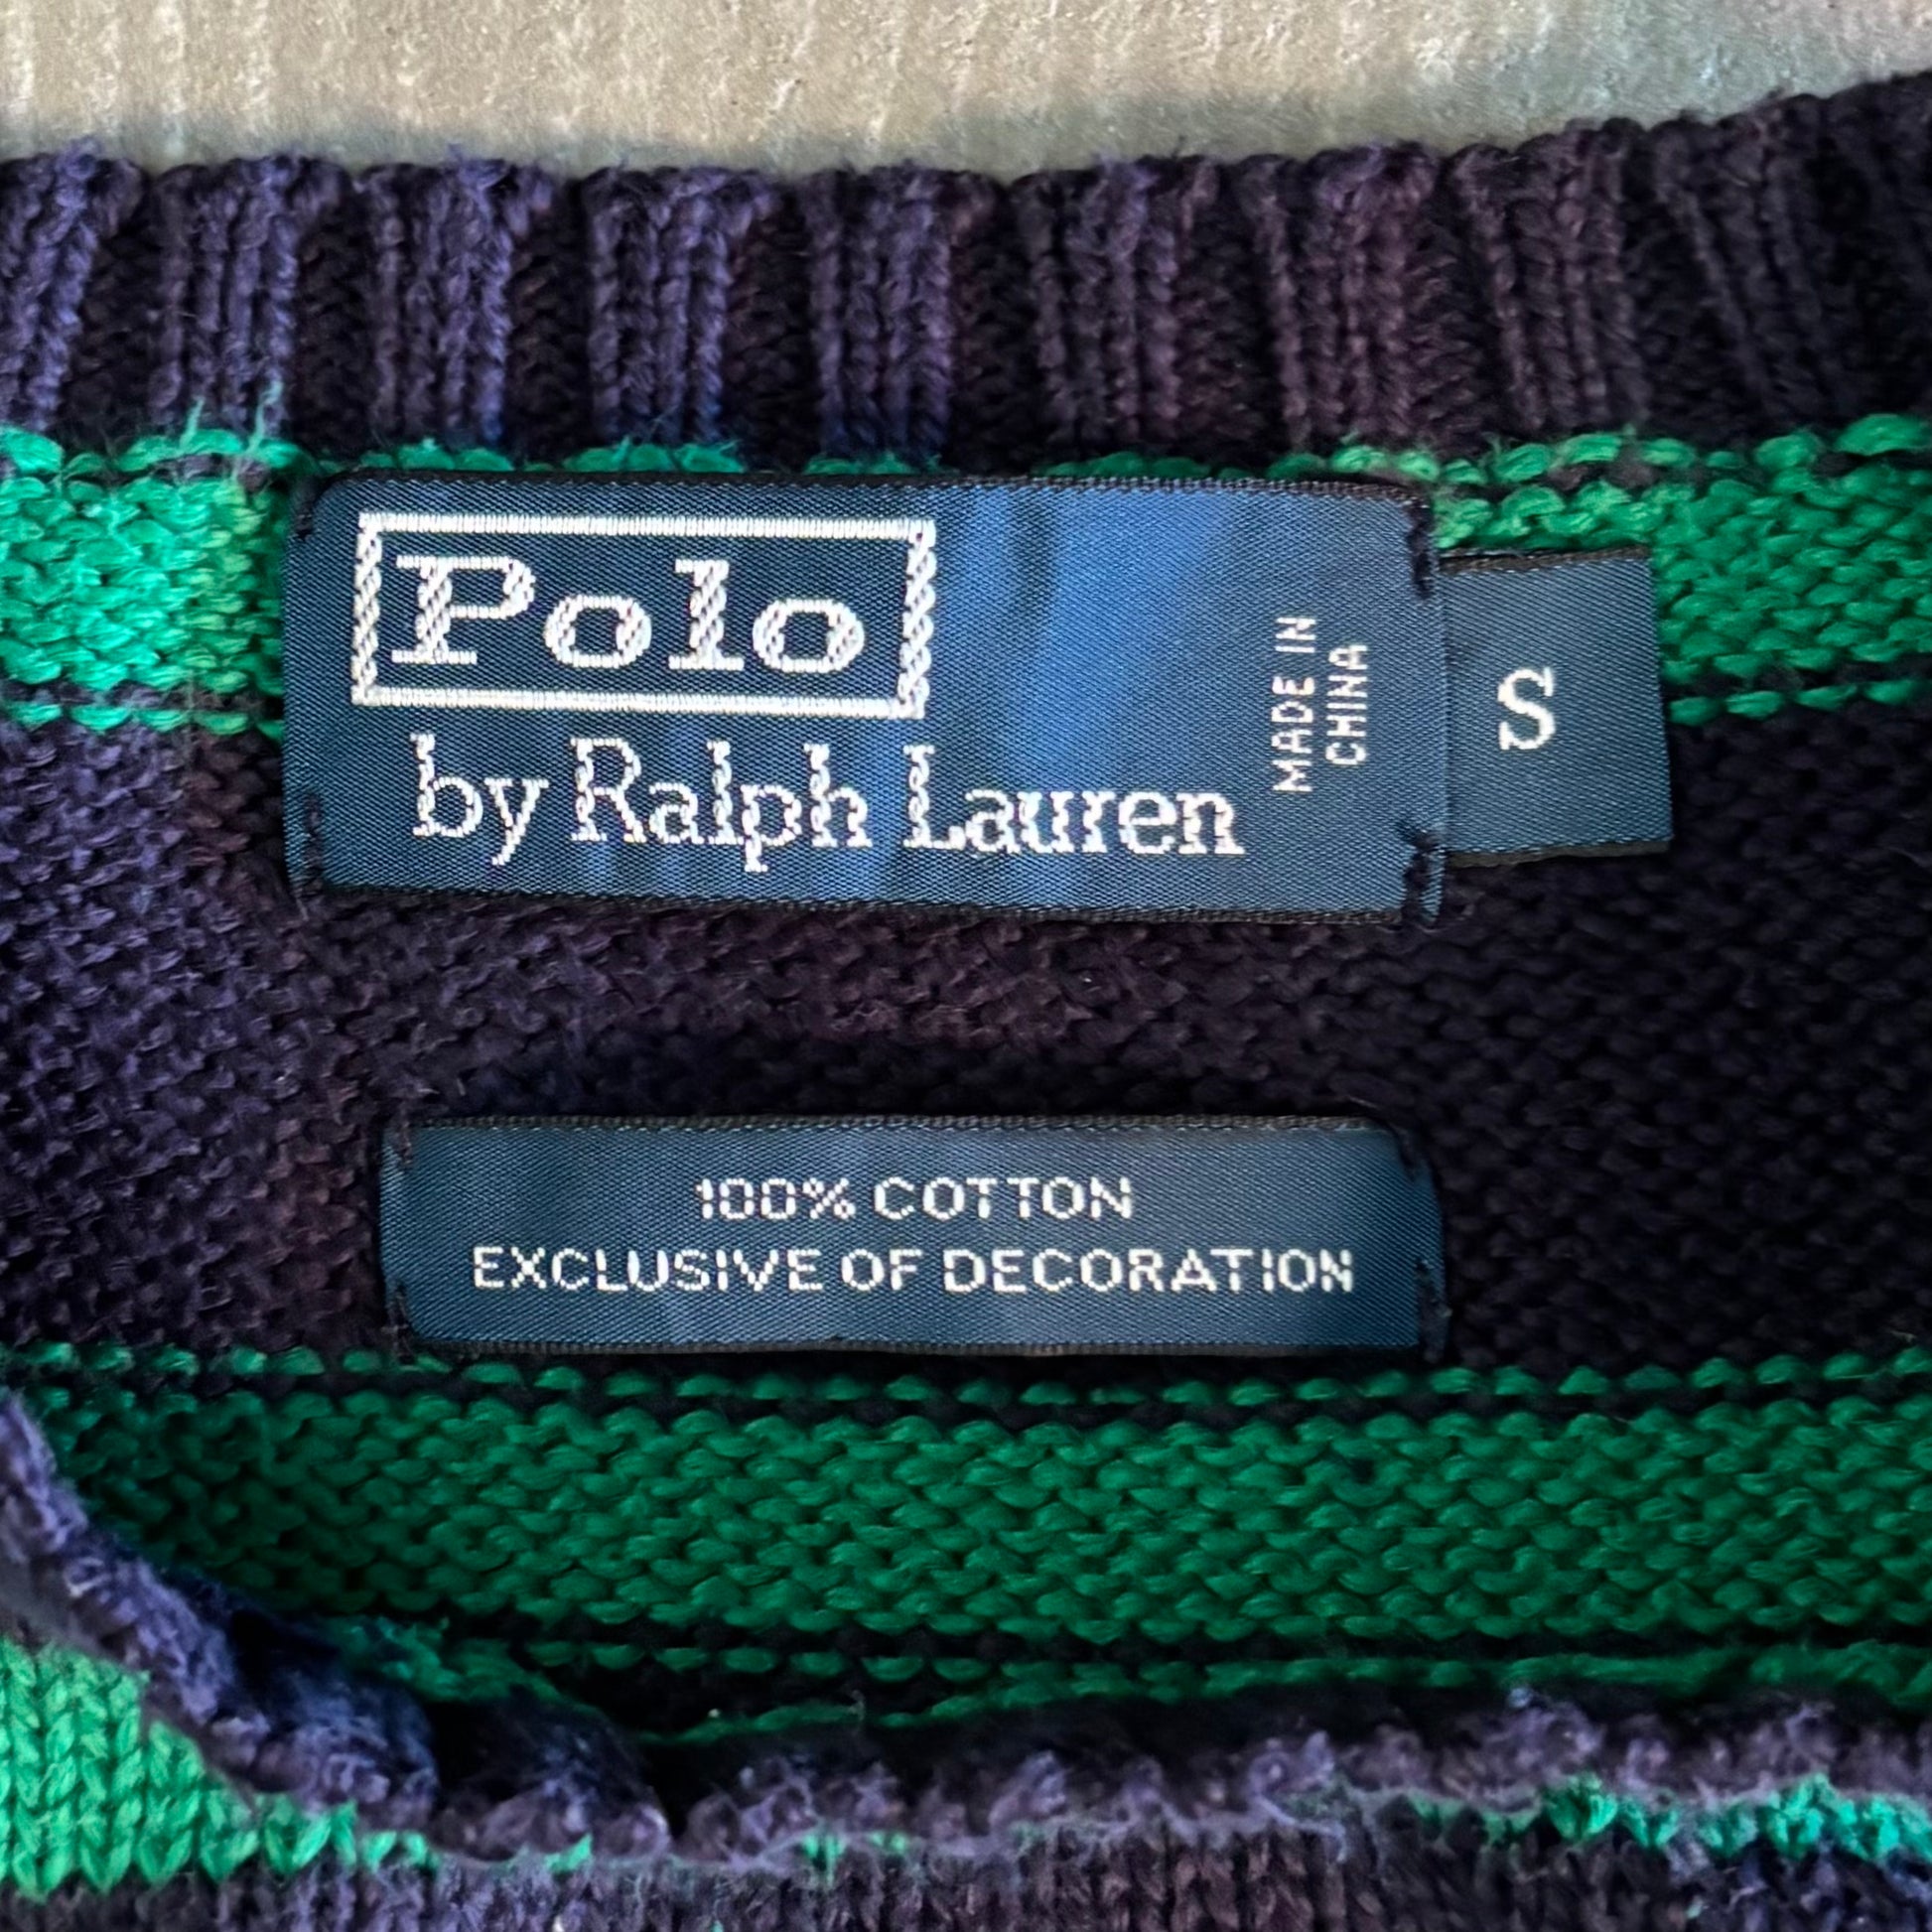 Polo
by Ralph Lauren
MADE IN
CHINA
S
100% COTTON
EXCLUSIVE OF DECORATION